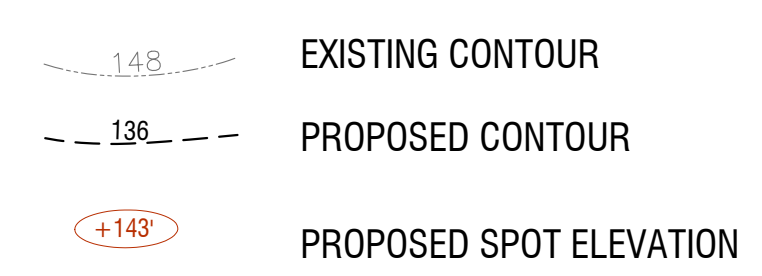 148 EXISTING CONTOUR
136 PROPOSED CONTOUR
+143' PROPOSED SPOT ELEVATION